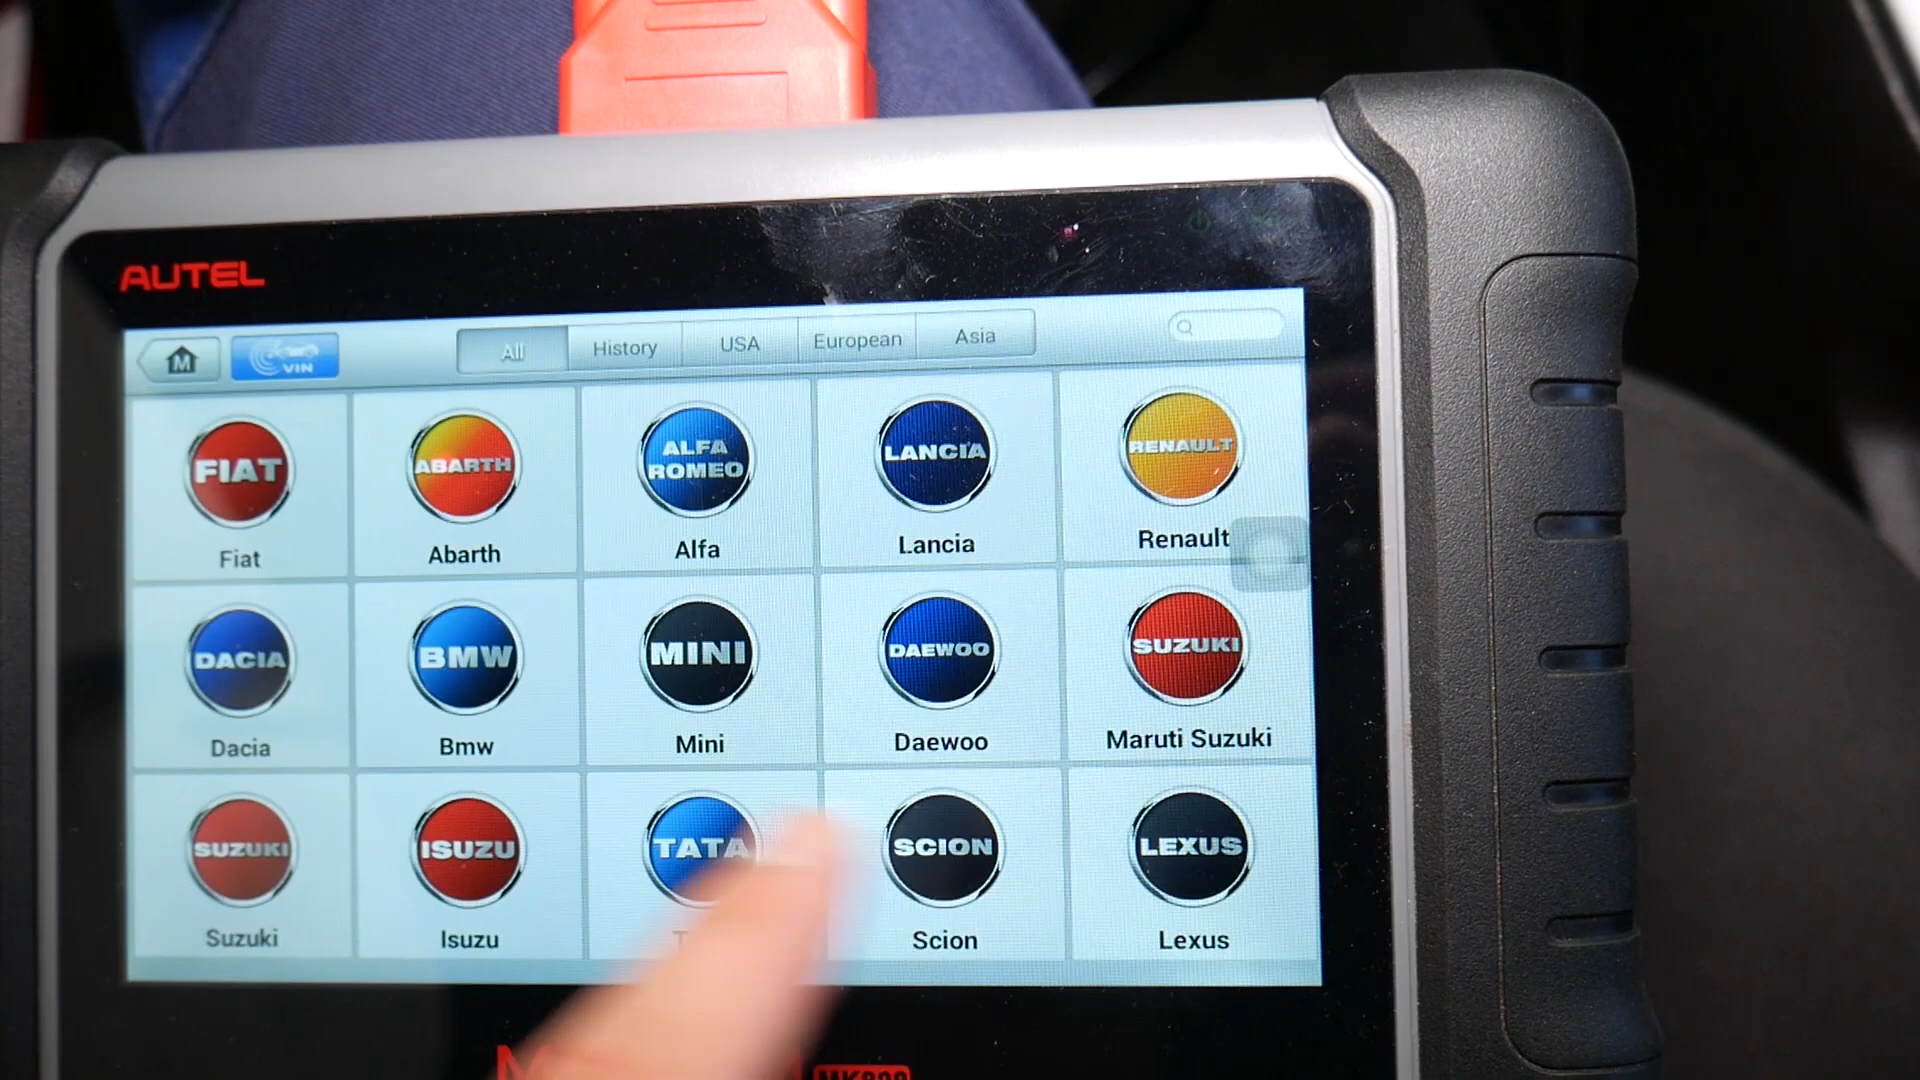 AUTEL
M
VIN
All
History
USA
European
Asia
FIAT
ABARTH
ALFA
ROMEO
LANCIA
RENAULT
Fiat
Abarth
Alfa
Lancia
Renault
DACIA
BMW
MINI
DAEWOO
SUZUKI
Dacia
Bmw
Mini
Daewoo
Maruti Suzuki
SUZUKI
ISUZU
TATA
SCION
LEXUS
Suzuki
Isuzu
Scion
Lexus